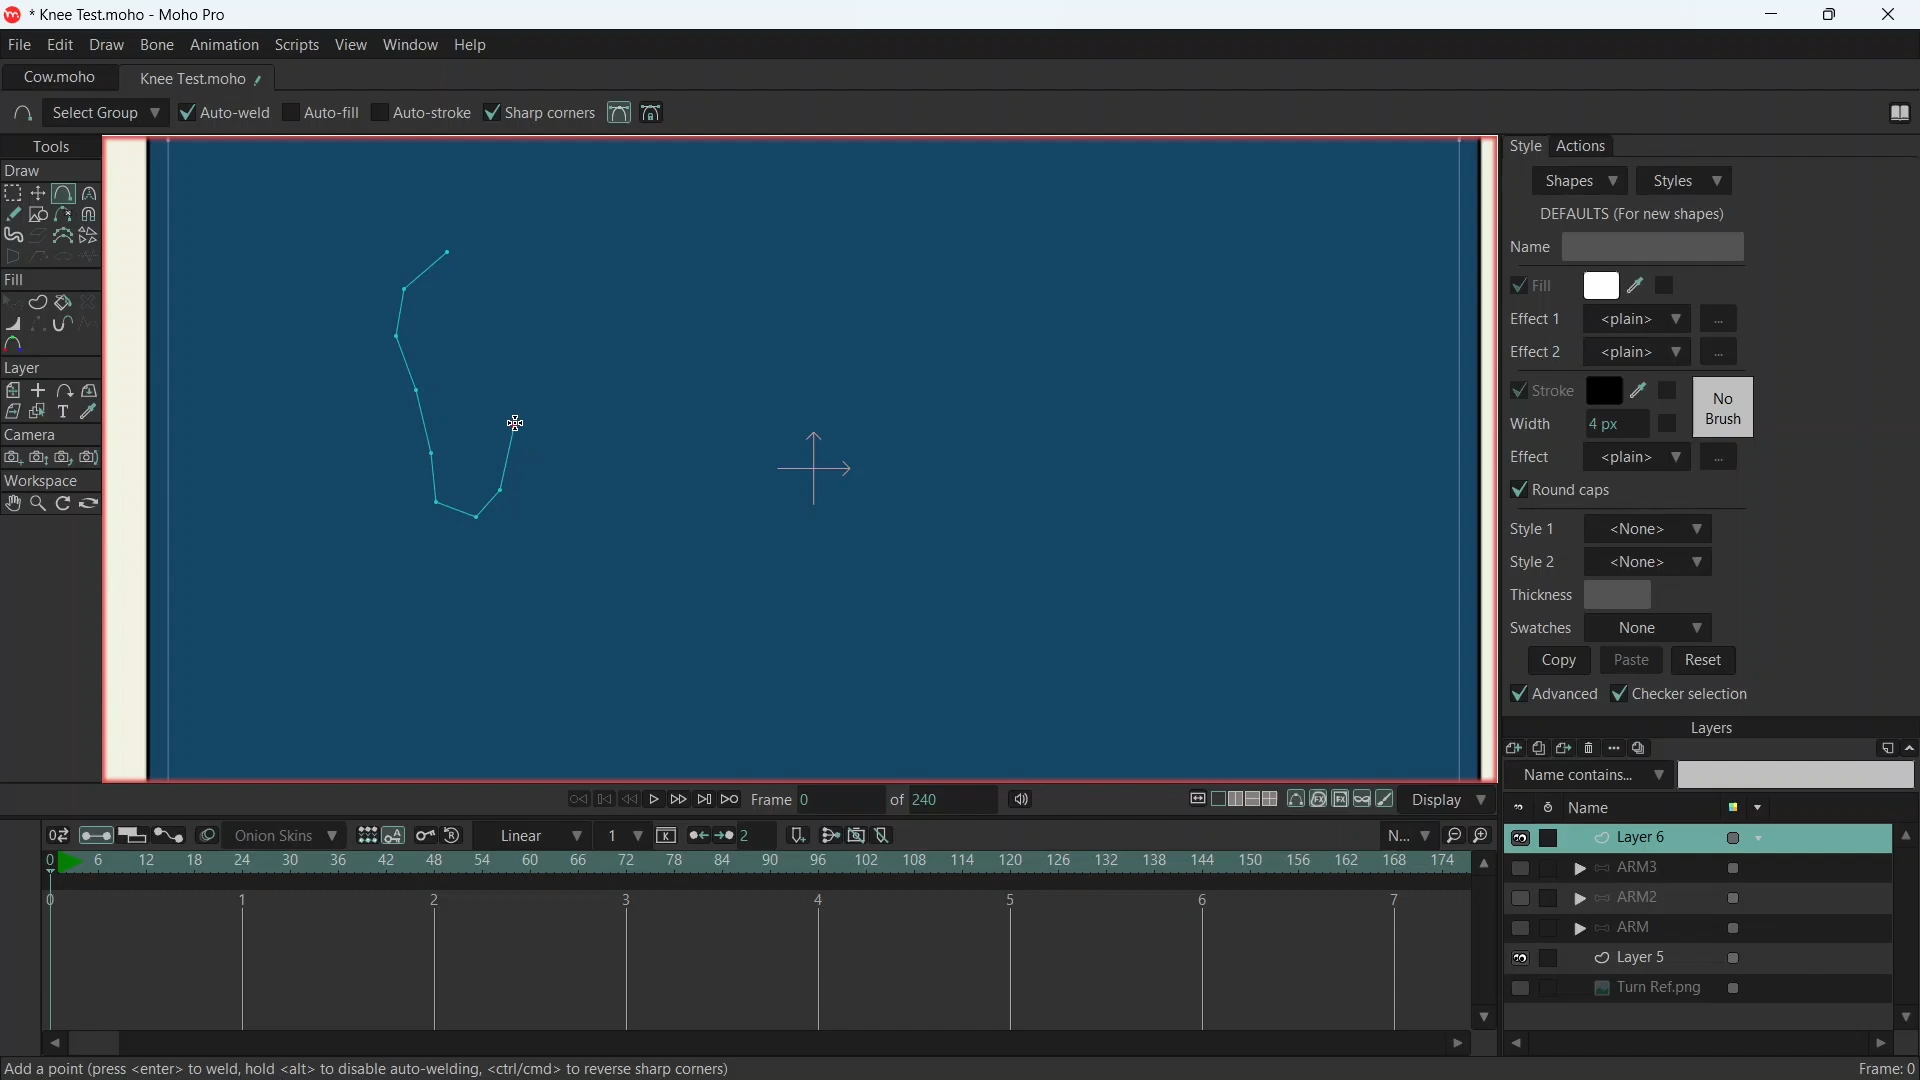 * Knee Test.moho - Moho Pro
File Edit Draw Bone Animation Scripts View Window Help
Cow.moho Knee Test.moho
Select Group Auto-weld Auto-fill Auto-stroke Sharp corners
Tools
Draw
Fill
Layer
T
Camera
Workspace
Style Actions
Shapes Styles
DEFAULTS (For new shapes)
Name
Fill
Effect 1 <plain> ...
Effect 2 <plain> ...
Stroke No Brush
Width 4 px
Effect <plain> ...
Round caps
Style 1 <None>
Style 2 <None>
Thickness
Swatches None
Copy Paste Reset
Advanced Checker selection
Layers
Name contains...
Name
Layer 6
ARM3
ARM2
ARM
Layer 5
Turn Ref.png
Frame 0 of 240 Display
Onion Skins Linear 1 2 N...
0 6 12 18 24 30 36 42 48 54 60 66 72 78 84 90 96 102 108 114 120 126 132 138 144 150 156 162 168 174
0 1 2 3 4 5 6 7
Add a point (press <enter> to weld, hold <alt> to disable auto-welding, <ctrl/cmd> to reverse sharp corners) Frame: 0